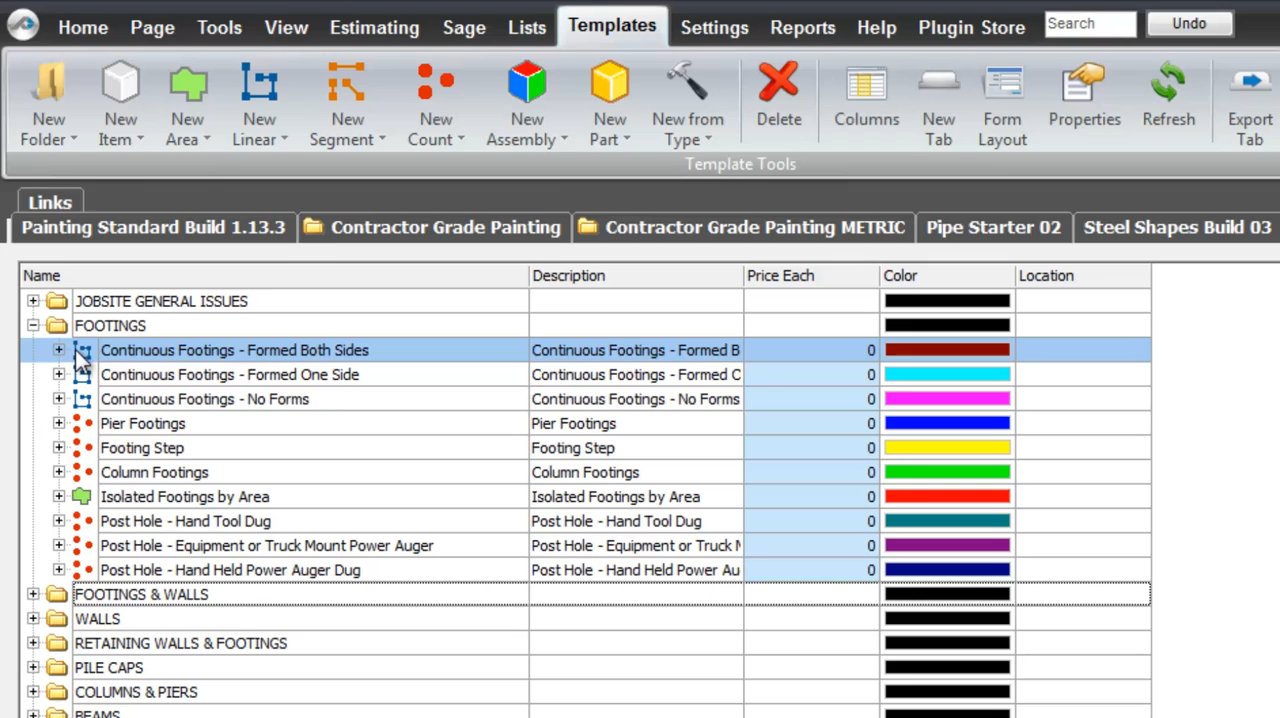 Home Page Tools View Estimating Sage Lists Templates Settings Reports Help Plugin Store Search Undo
New Folder New Item New Area New Linear New Segment New Count New Assembly New Part New from Type Delete Columns New Tab Form Layout Properties Refresh Export Tab
Template Tools
Links
Painting Standard Build 1.13.3 Contractor Grade Painting Contractor Grade Painting METRIC Pipe Starter 02 Steel Shapes Build 03
Name Description Price Each Color Location
JOBSITE GENERAL ISSUES
FOOTINGS
Continuous Footings - Formed Both Sides Continuous Footings - Formed B 0
Continuous Footings - Formed One Side Continuous Footings - Formed O 0
Continuous Footings - No Forms Continuous Footings - No Forms 0
Pier Footings Pier Footings 0
Footing Step Footing Step 0
Column Footings Column Footings 0
Isolated Footings by Area Isolated Footings by Area 0
Post Hole - Hand Tool Dug Post Hole - Hand Tool Dug 0
Post Hole - Equipment or Truck Mount Power Auger Post Hole - Equipment or Truck M 0
Post Hole - Hand Held Power Auger Dug Post Hole - Hand Held Power Au 0
FOOTINGS & WALLS
WALLS
RETAINING WALLS & FOOTINGS
PILE CAPS
COLUMNS & PIERS
BEAMS